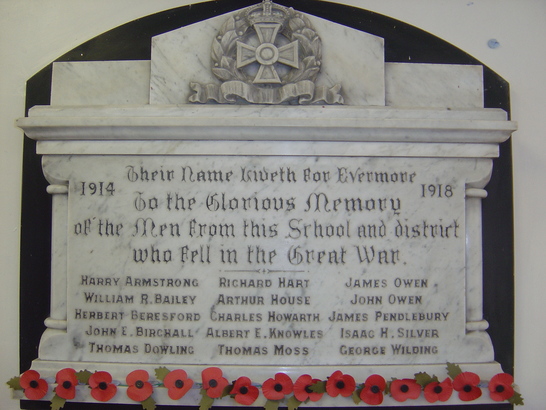 Their Name Liveth For Evermore
1914 1918
To the Glorious Memory
of the Men from this School and district
who fell in the Great War.
HARRY ARMSTRONG RICHARD HART JAMES OWEN
WILLIAM R. BAILEY ARTHUR HOUSE JOHN OWEN
HERBERT BERESFORD CHARLES HOWARTH JAMES PENDLEBURY
JOHN E. BIRCHALL ALBERT E. KNOWLES ISAAC H. SILVER
THOMAS DOWLING THOMAS MOSS GEORGE WILDING